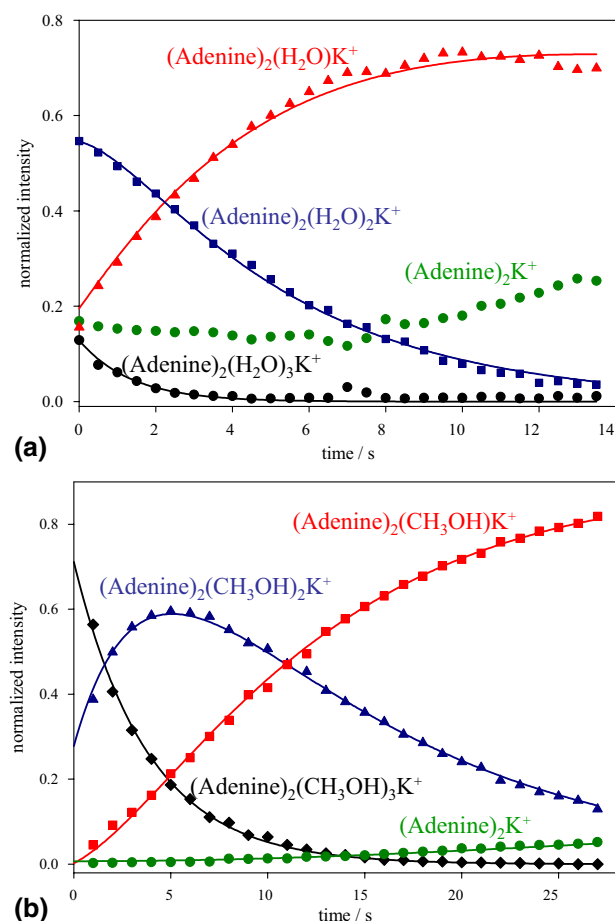 0.8
(Adenine)₂(H₂O)K⁺
0.6
normalized intensity
0.4
(Adenine)₂(H₂O)₂K⁺
(Adenine)₂K⁺
0.2
(Adenine)₂(H₂O)₃K⁺
0.0
0 2 4 6 8 10 12 14
(a)
time / s
0.8
(Adenine)₂(CH₃OH)K⁺
(Adenine)₂(CH₃OH)₂K⁺
0.6
normalized intensity
0.4
0.2
(Adenine)₂(CH₃OH)₃K⁺
(Adenine)₂K⁺
0.0
0 5 10 15 20 25
(b)
time / s